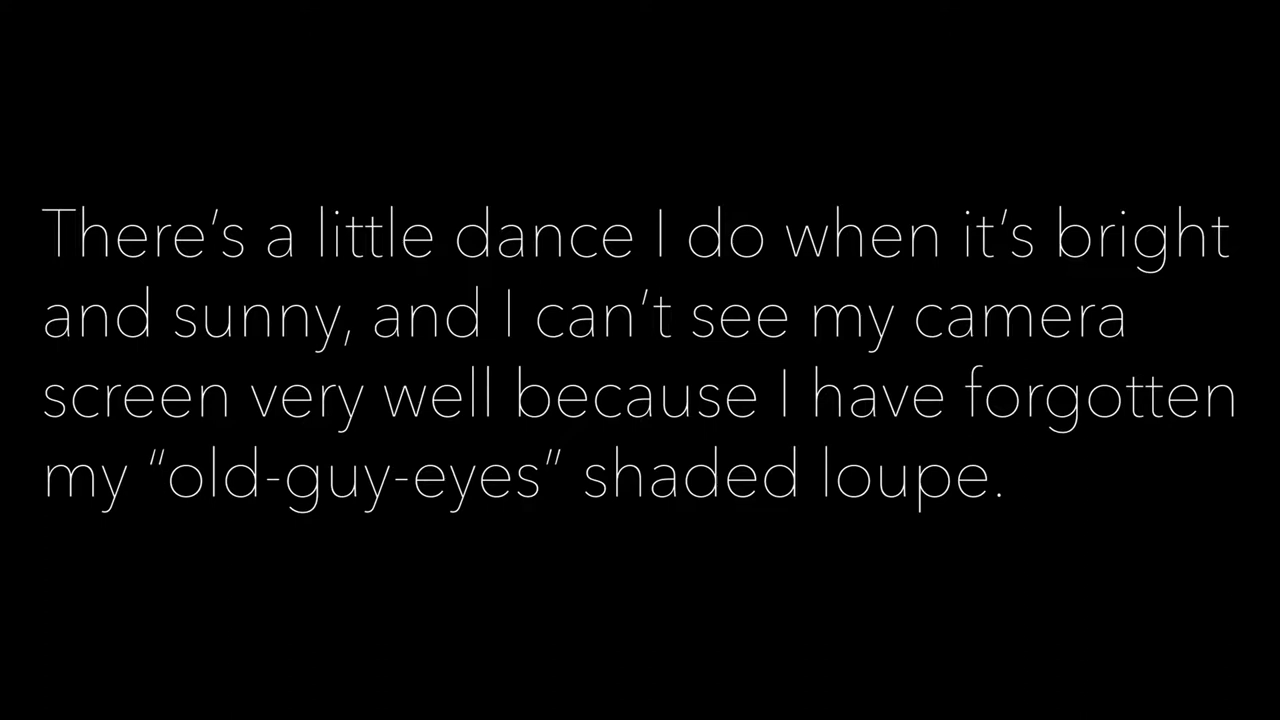 There’s a little dance I do when it’s bright
and sunny, and I can’t see my camera
screen very well because I have forgotten
my “old-guy-eyes” shaded loupe.